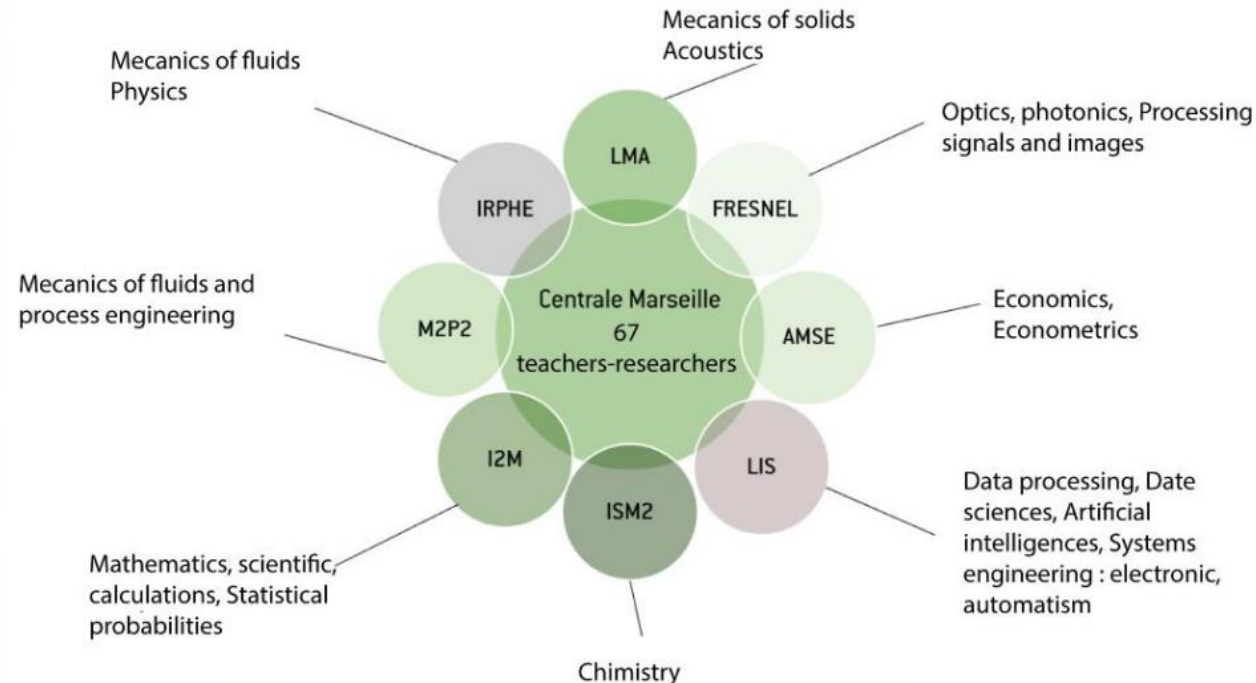 Mecanics of solids
Acoustics
Mecanics of fluids
Physics
Optics, photonics, Processing
signals and images
LMA
IRPHE
FRESNEL
Mecanics of fluids and
process engineering
Centrale Marseille
67
teachers-researchers
M2P2
AMSE
Economics,
Econometrics
I2M
LIS
ISM2
Data processing, Date
sciences, Artificial
intelligences, Systems
engineering : electronic,
automatism
Mathematics, scientific,
calculations, Statistical
probabilities
Chimistry